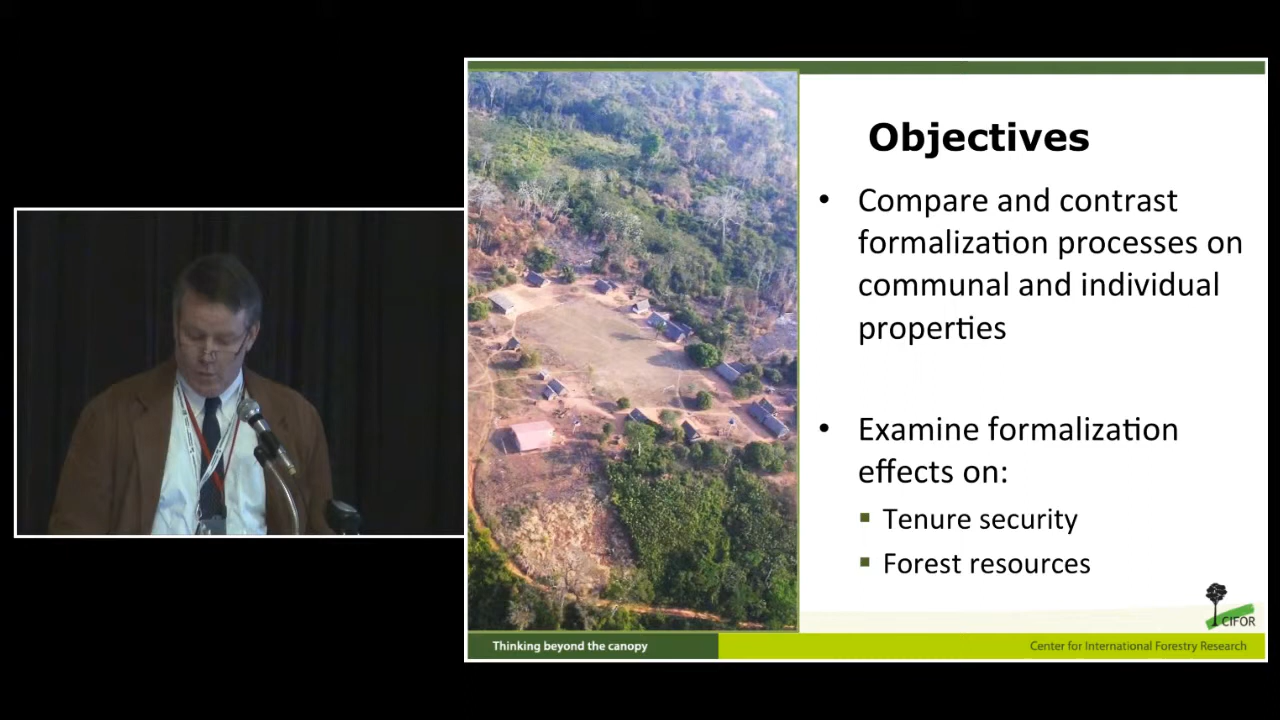 Objectives
• Compare and contrast
formalization processes on
communal and individual
properties
• Examine formalization
effects on:
▪ Tenure security
▪ Forest resources
CIFOR
Thinking beyond the canopy
Center for International Forestry Research